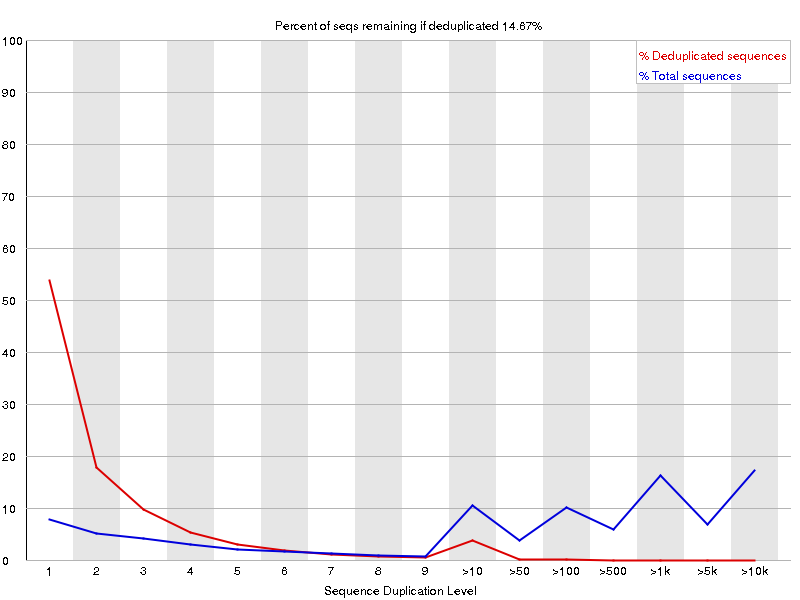 Percent of seqs remaining if deduplicated 14.67%
% Deduplicated sequences
% Total sequences
100
90
80
70
60
50
40
30
20
10
0
1 2 3 4 5 6 7 8 9 >10 >50 >100 >500 >1k >5k >10k
Sequence Duplication Level